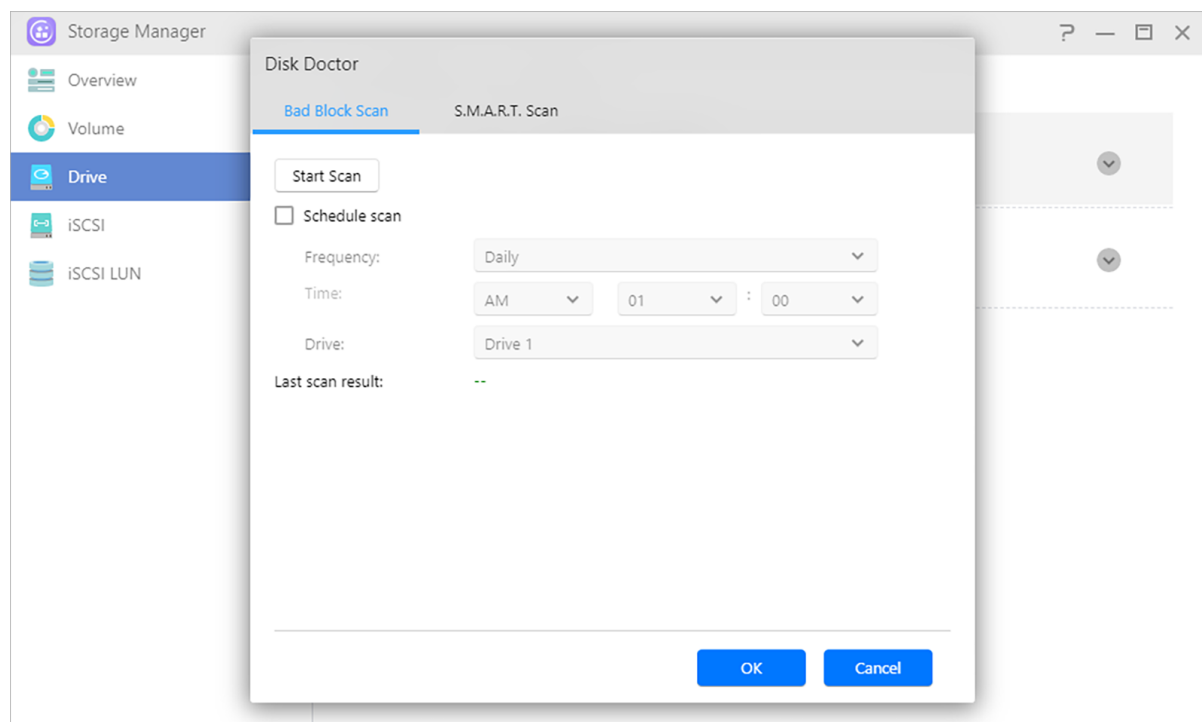 Storage Manager
Overview
Volume
Drive
iSCSI
iSCSI LUN
Disk Doctor
Bad Block Scan S.M.A.R.T. Scan
Start Scan
Schedule scan
Frequency: Daily
Time: AM 01 : 00
Drive: Drive 1
Last scan result: --
OK Cancel